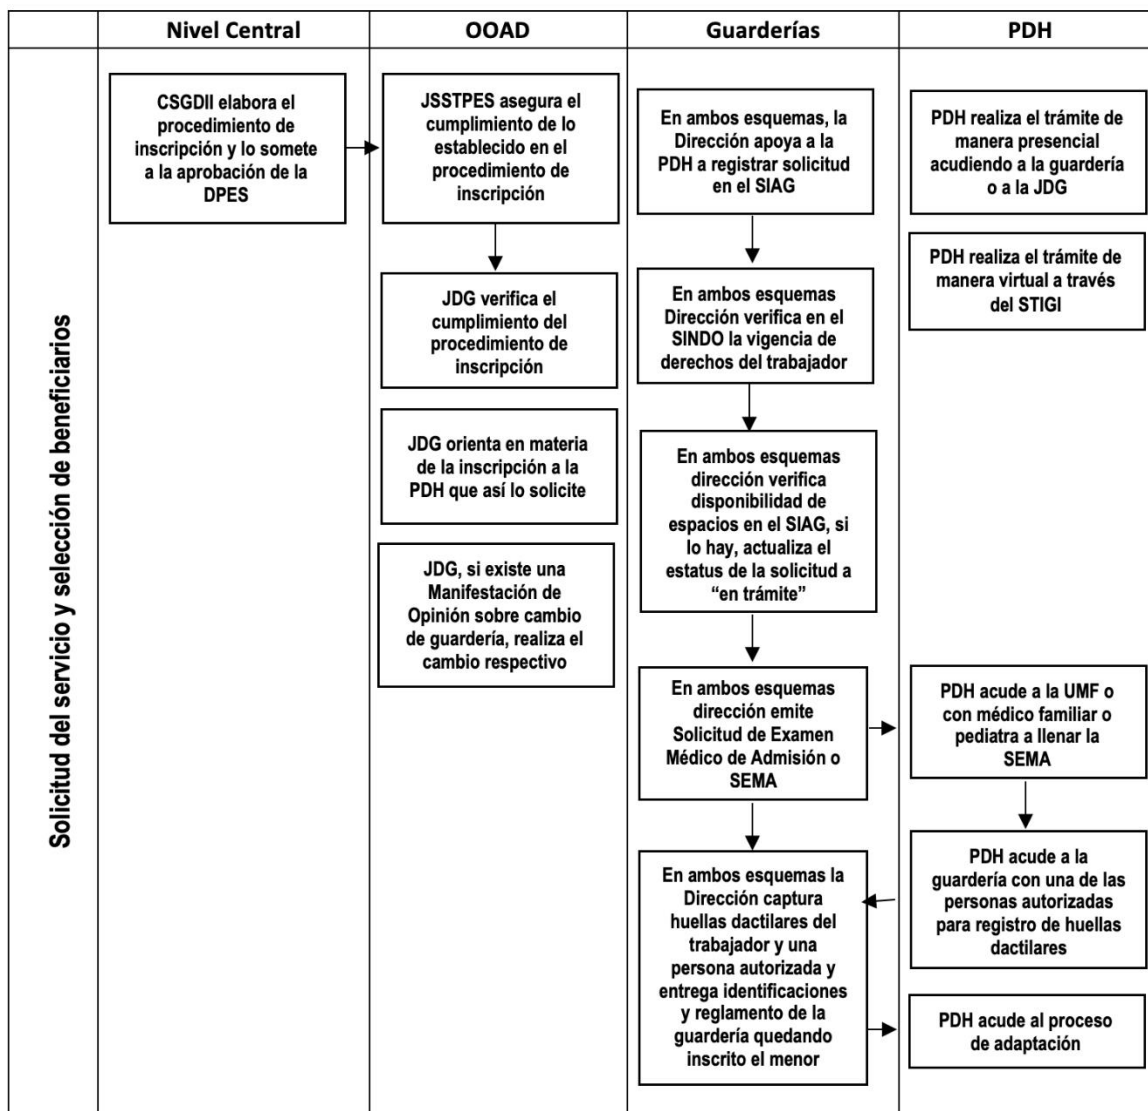 Nivel Central
OOAD
Guarderías
PDH
Solicitud del servicio y selección de beneficiarios
CSGDII elabora el
procedimiento de
inscripción y lo somete
a la aprobación de la
DPES
JSSTPES asegura el
cumplimiento de lo
establecido en el
procedimiento de
inscripción
JDG verifica el
cumplimiento del
procedimiento de
inscripción
JDG orienta en materia
de la inscripción a la
PDH que así lo solicite
JDG, si existe una
Manifestación de
Opinión sobre cambio
de guardería, realiza el
cambio respectivo
En ambos esquemas, la
Dirección apoya a la
PDH a registrar solicitud
en el SIAG
En ambos esquemas
Dirección verifica en el
SINDO la vigencia de
derechos del trabajador
En ambos esquemas
dirección verifica
disponibilidad de
espacios en el SIAG, si
lo hay, actualiza el
estatus de la solicitud a
“en trámite”
En ambos esquemas
dirección emite
Solicitud de Examen
Médico de Admisión o
SEMA
En ambos esquemas la
Dirección captura
huellas dactilares del
trabajador y una
persona autorizada y
entrega identificaciones
y reglamento de la
guardería quedando
inscrito el menor
PDH realiza el trámite de
manera presencial
acudiendo a la guardería
o a la JDG
PDH realiza el trámite de
manera virtual a través
del STIGI
PDH acude a la UMF o
con médico familiar o
pediatra a llenar la
SEMA
PDH acude a la
guardería con una de las
personas autorizadas
para registro de huellas
dactilares
PDH acude al proceso
de adaptación